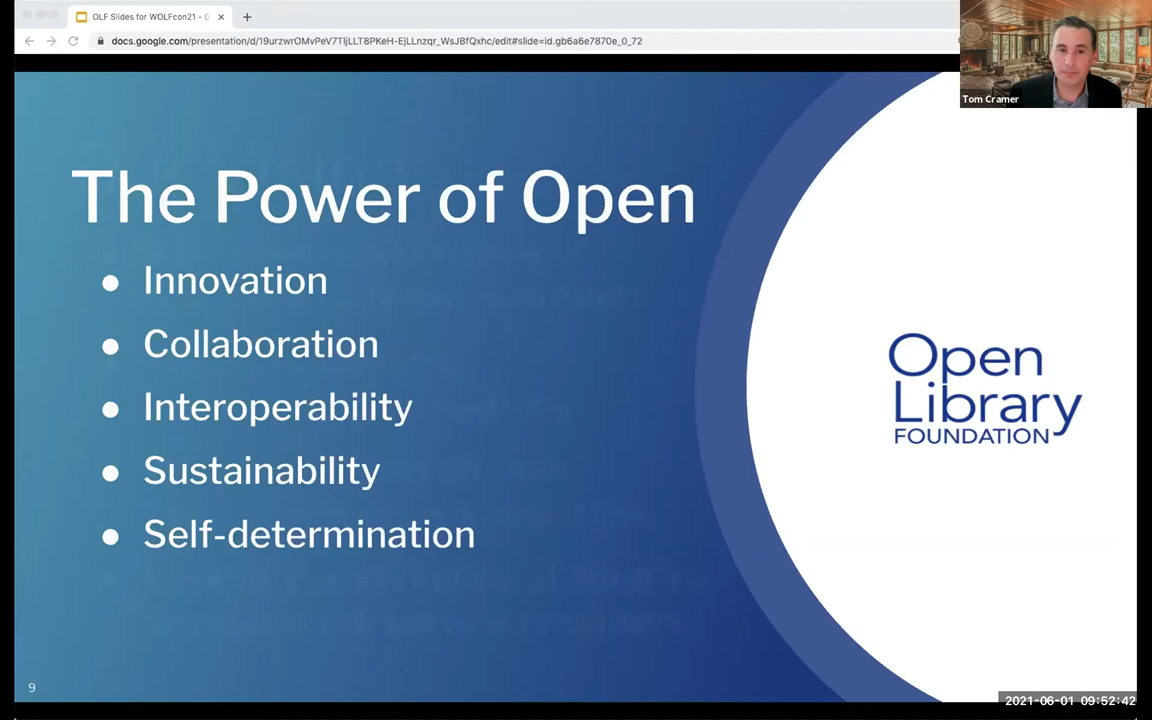 OLF Slides for WOLFcon21 - G
docs.google.com/presentation/d/19urzwrOMvPeV7TljLLT8PKeH-EjLLnzqr_WsJBfQxhc/edit#slide=id.gb6a6e7870e_0_72
Tom Cramer
The Power of Open
● Innovation
● Collaboration
● Interoperability
● Sustainability
● Self-determination
Open
Library
FOUNDATION
9
2021-06-01 09:52:42